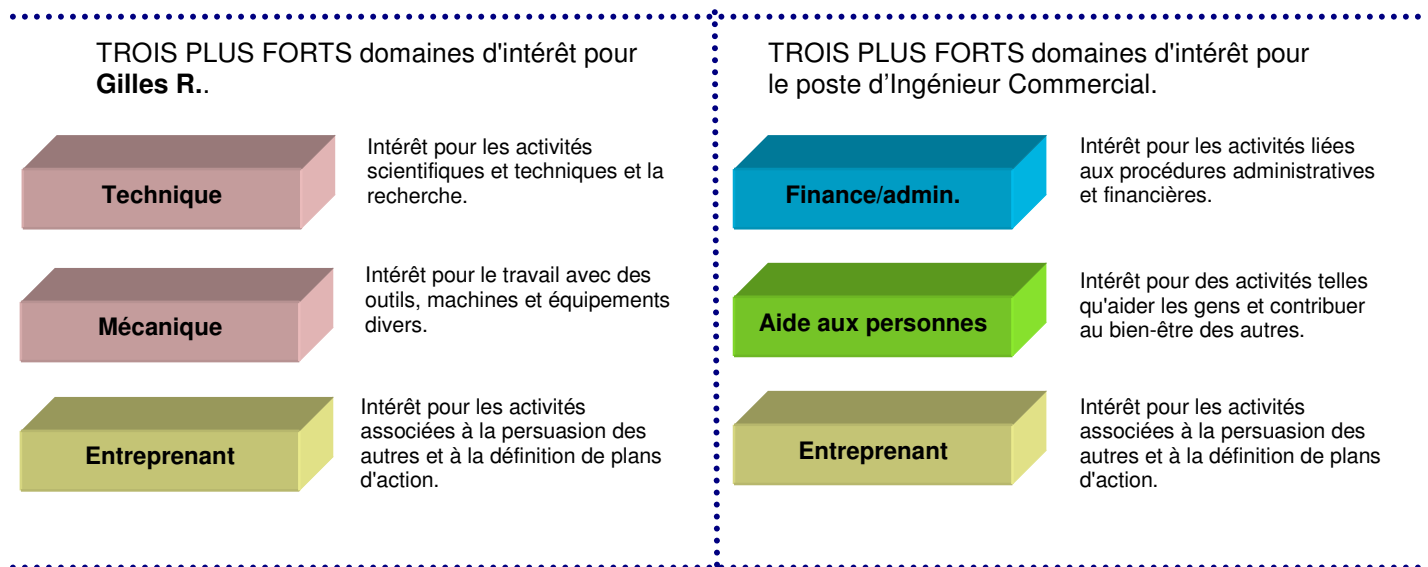 TROIS PLUS FORTS domaines d'intérêt pour
Gilles R..
Technique
Intérêt pour les activités
scientifiques et techniques et la
recherche.
Mécanique
Intérêt pour le travail avec des
outils, machines et équipements
divers.
Entreprenant
Intérêt pour les activités
associées à la persuasion des
autres et à la définition de plans
d'action.
TROIS PLUS FORTS domaines d'intérêt pour
le poste d’Ingénieur Commercial.
Finance/admin.
Intérêt pour les activités liées
aux procédures administratives
et financières.
Aide aux personnes
Intérêt pour des activités telles
qu'aider les gens et contribuer
au bien-être des autres.
Entreprenant
Intérêt pour les activités
associées à la persuasion des
autres et à la définition de plans
d'action.